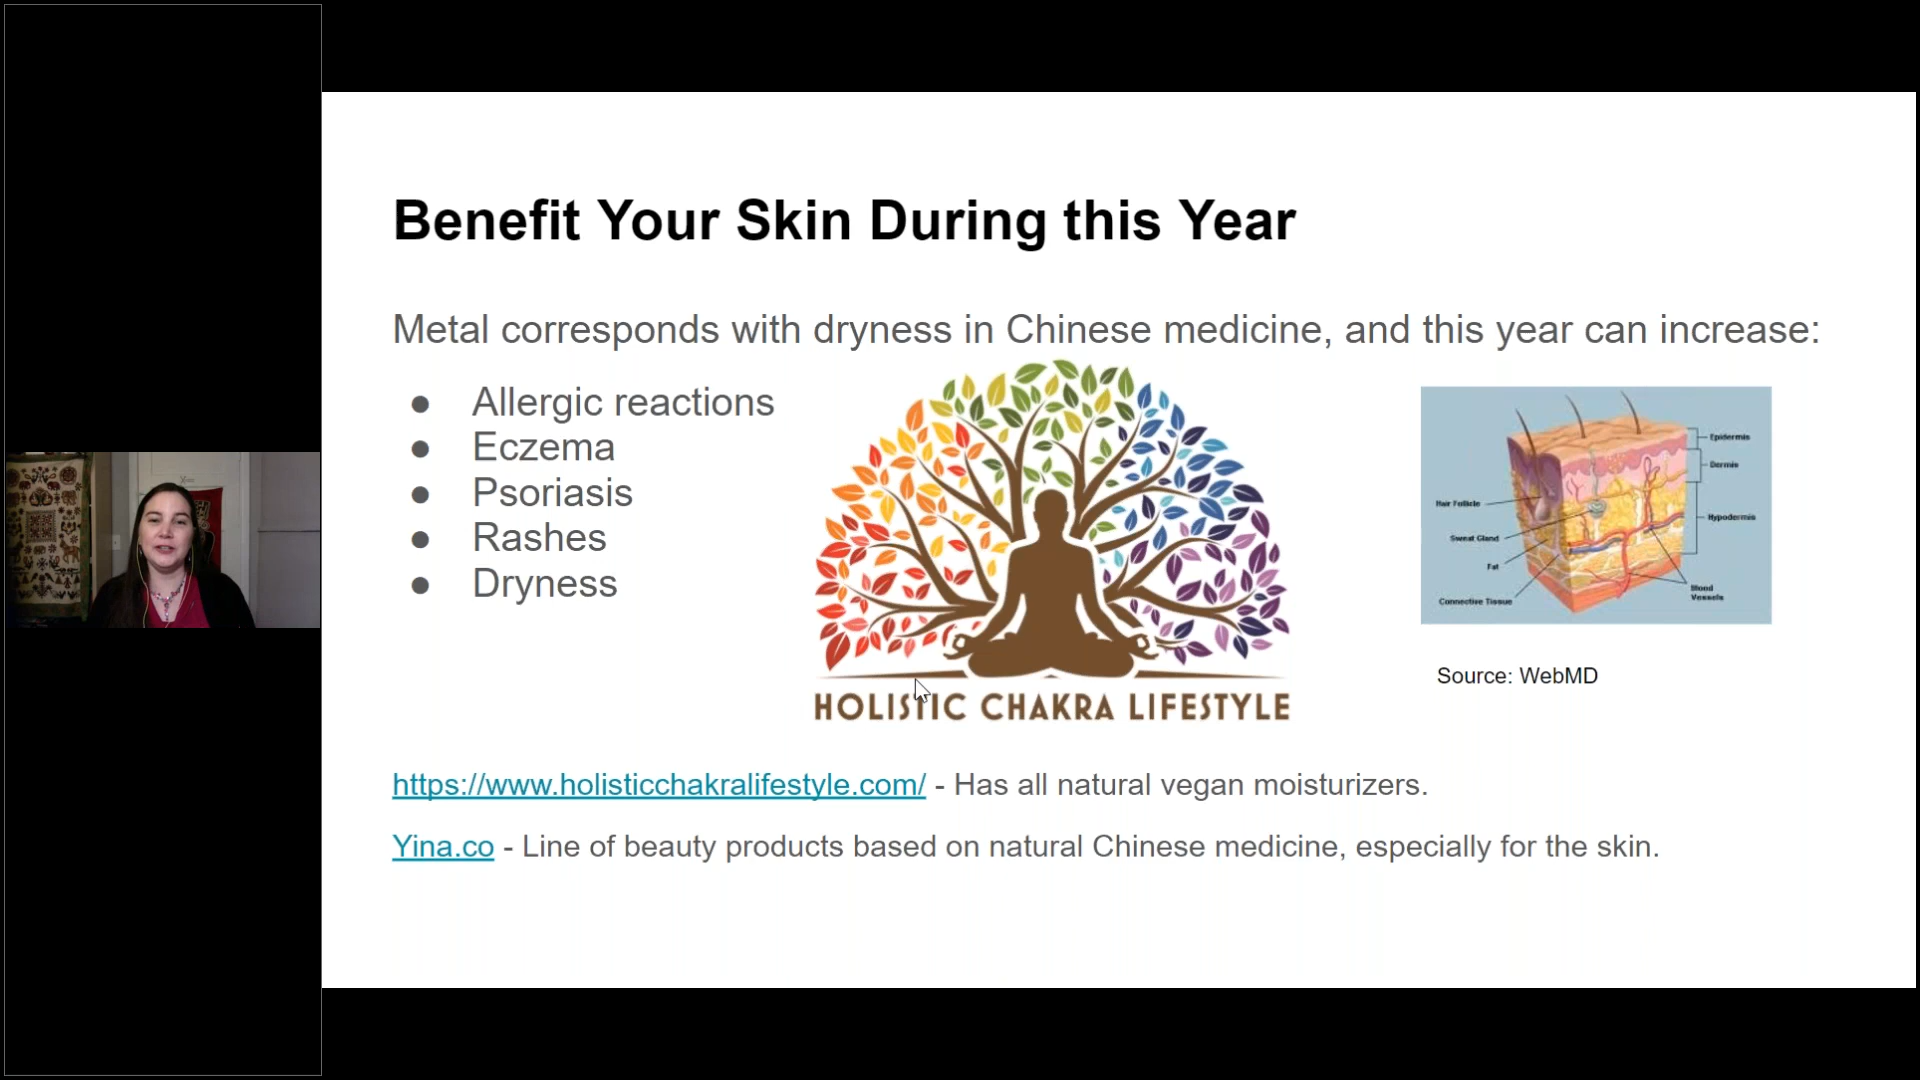 Benefit Your Skin During this Year
Metal corresponds with dryness in Chinese medicine, and this year can increase:
● Allergic reactions
● Eczema
● Psoriasis
● Rashes
● Dryness
HOLISTIC CHAKRA LIFESTYLE
Epidermis
Dermis
Hair Follicle
Hypodermis
Sweat Gland
Fat
Blood
Vessels
Connective Tissue
Source: WebMD
https://www.holisticchakralifestyle.com/ - Has all natural vegan moisturizers.
Yina.co - Line of beauty products based on natural Chinese medicine, especially for the skin.